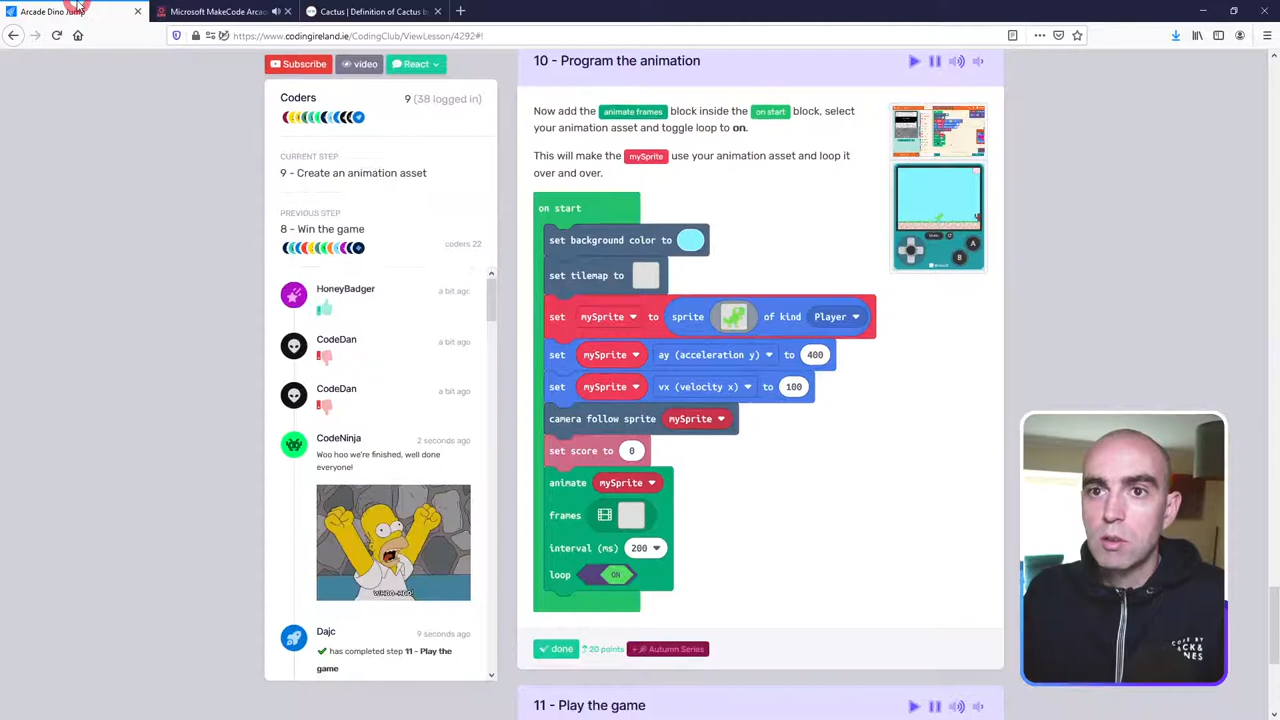 Arcade Dino Jump
Microsoft MakeCode Arcad
Cactus | Definition of Cactus by
https://www.codingireland.ie/CodingClub/ViewLesson/4292#!
Subscribe
video
React
Coders
9 (38 logged in)
CURRENT STEP
9 - Create an animation asset
PREVIOUS STEP
8 - Win the game
coders 22
HoneyBadger
a bit ago
CodeDan
a bit ago
CodeDan
a bit ago
CodeNinja
2 seconds ago
Woo hoo we're finished, well done
everyone!
WHOO-HOO!
Dajc
9 seconds ago
has completed step 11 - Play the
game
10 - Program the animation
Now add the animate frames block inside the on start block, select
your animation asset and toggle loop to on.
This will make the mySprite use your animation asset and loop it
over and over.
on start
set background color to
set tilemap to
set mySprite to sprite of kind Player
set mySprite ay (acceleration y) to 400
set mySprite vx (velocity x) to 100
camera follow sprite mySprite
set score to 0
animate mySprite
frames
interval (ms) 200
loop ON
done
20 points
+ Autumn Series
11 - Play the game
A
B
CODE BY
JACK &
JONES